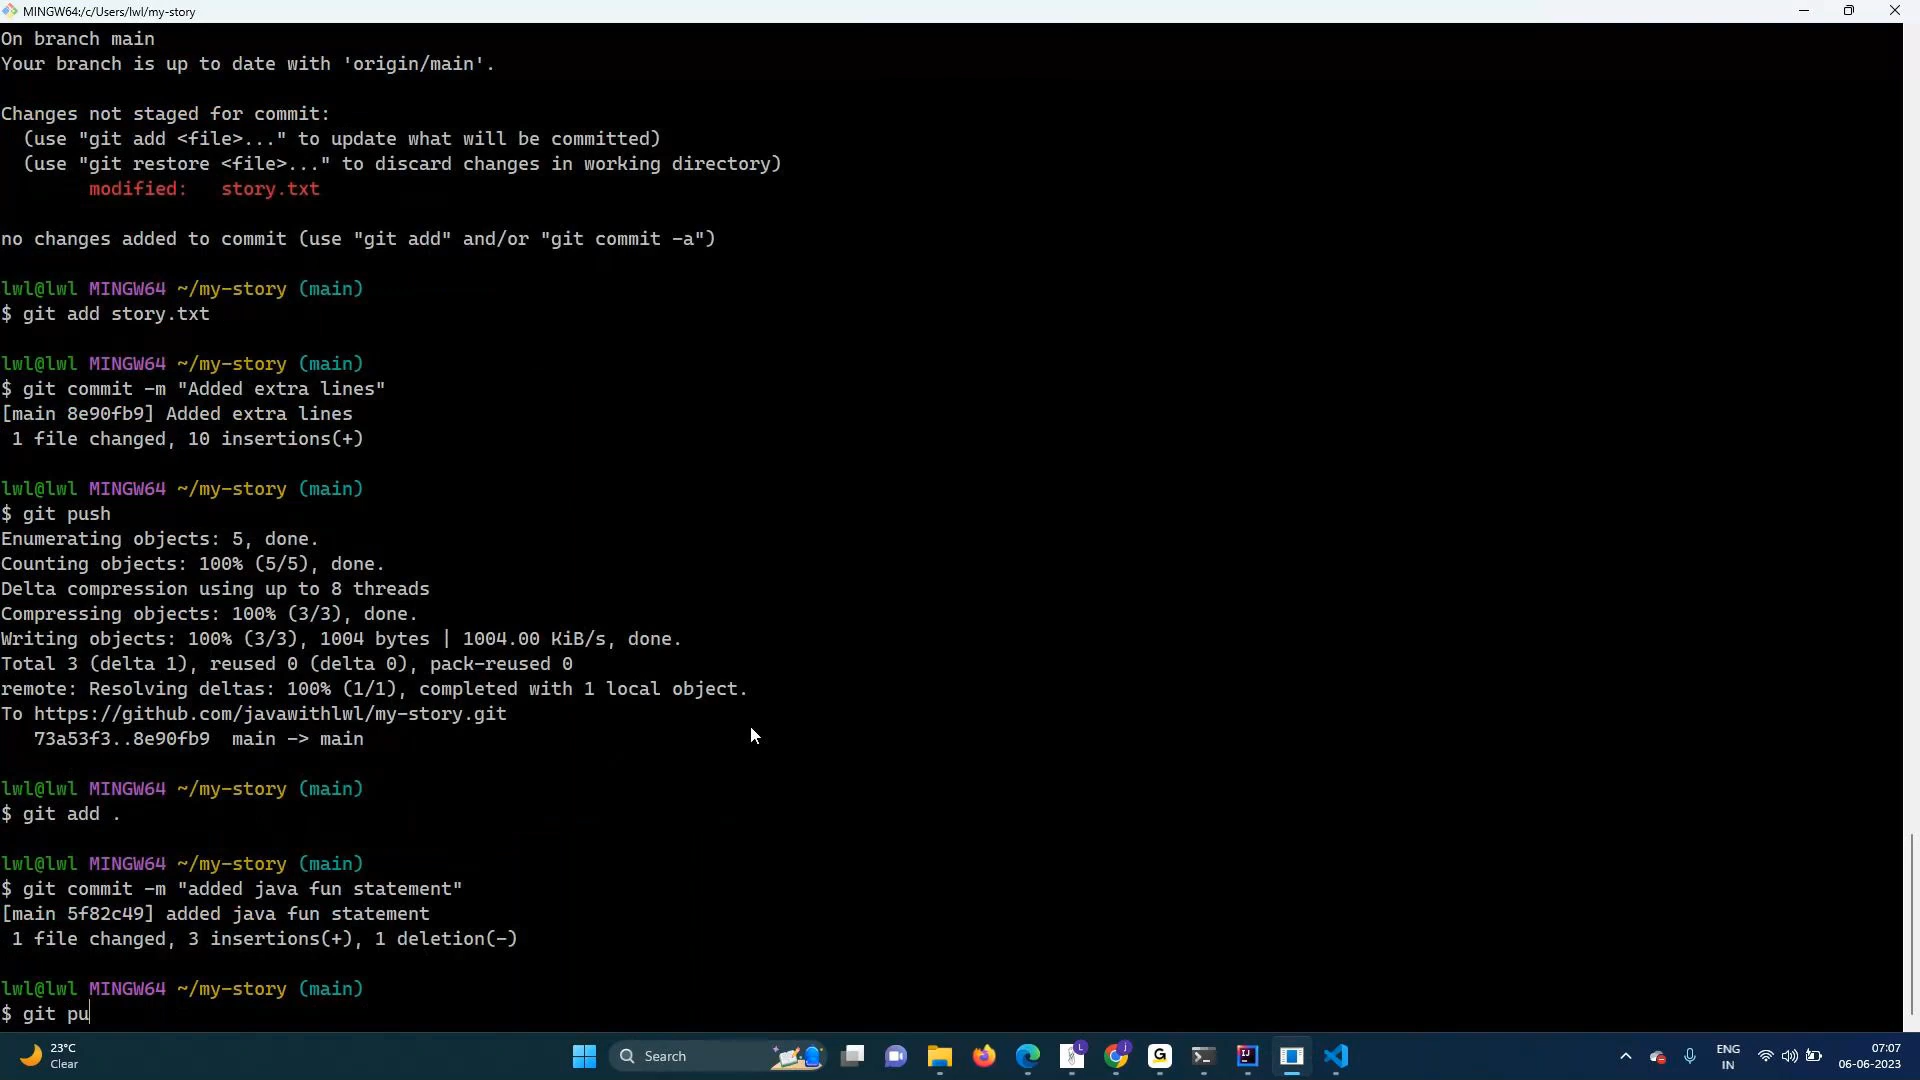 MINGW64:/c/Users/lwl/my-story
On branch main
Your branch is up to date with 'origin/main'.
Changes not staged for commit:
  (use "git add <file>..." to update what will be committed)
  (use "git restore <file>..." to discard changes in working directory)
        modified:   story.txt
no changes added to commit (use "git add" and/or "git commit -a")
lwl@lwl MINGW64 ~/my-story (main)
$ git add story.txt
lwl@lwl MINGW64 ~/my-story (main)
$ git commit -m "Added extra lines"
[main 8e90fb9] Added extra lines
 1 file changed, 10 insertions(+)
lwl@lwl MINGW64 ~/my-story (main)
$ git push
Enumerating objects: 5, done.
Counting objects: 100% (5/5), done.
Delta compression using up to 8 threads
Compressing objects: 100% (3/3), done.
Writing objects: 100% (3/3), 1004 bytes | 1004.00 KiB/s, done.
Total 3 (delta 1), reused 0 (delta 0), pack-reused 0
remote: Resolving deltas: 100% (1/1), completed with 1 local object.
To https://github.com/javawithlwl/my-story.git
   73a53f3..8e90fb9  main -> main
lwl@lwl MINGW64 ~/my-story (main)
$ git add .
lwl@lwl MINGW64 ~/my-story (main)
$ git commit -m "added java fun statement"
[main 5f82c49] added java fun statement
 1 file changed, 3 insertions(+), 1 deletion(-)
lwl@lwl MINGW64 ~/my-story (main)
$ git pu
23°C
Clear
Search
ENG
IN
07:07
06-06-2023